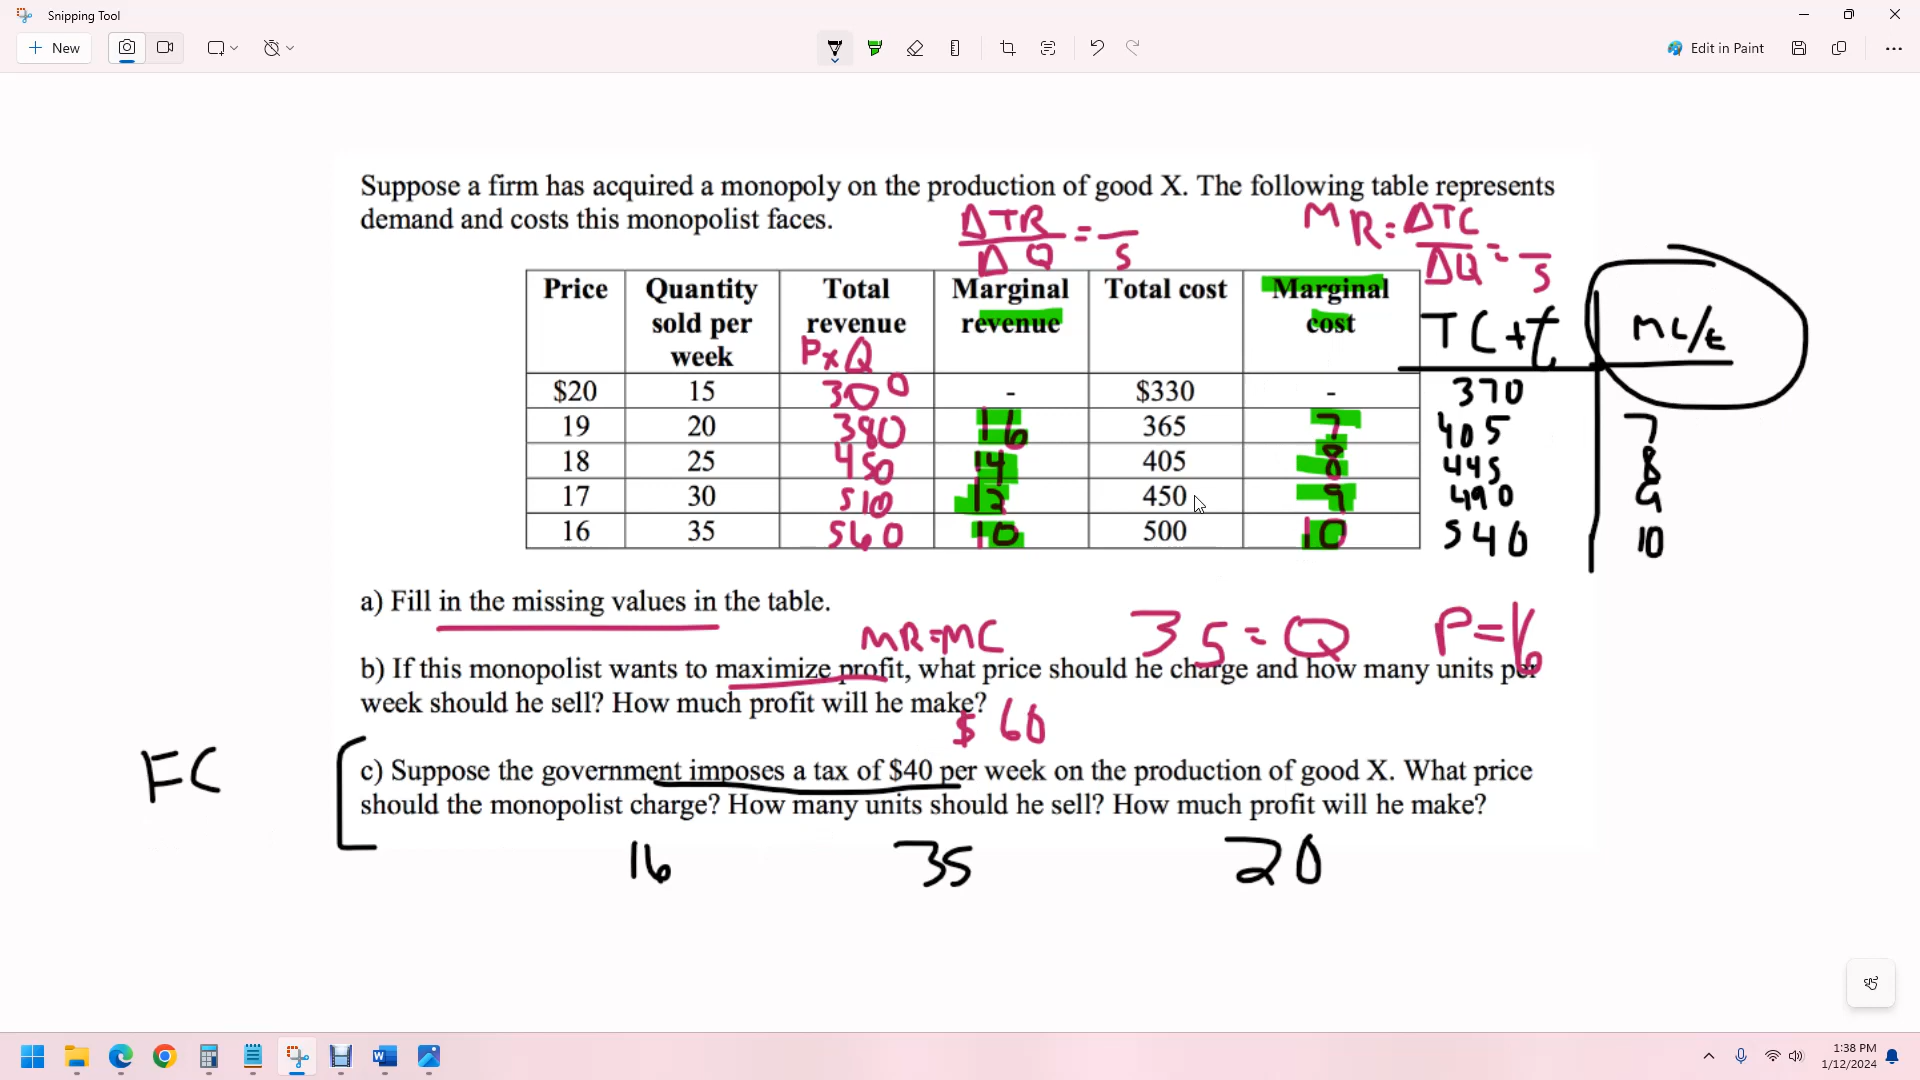 Snipping Tool
New
Edit in Paint
Suppose a firm has acquired a monopoly on the production of good X. The following table represents
demand and costs this monopolist faces.
ΔTR/ΔQ = —/5
MR = ΔTC/ΔQ = —/5
Price Quantity sold per week Total revenue Marginal revenue Total cost Marginal cost TC+t MC/t
PxQ
$20 15 300 - $330 - 370
19 20 380 16 365 7 405 7
18 25 450 14 405 8 445 8
17 30 510 12 450 9 490 9
16 35 560 10 500 10 540 10
a) Fill in the missing values in the table.
MR=MC 35=Q P=16
b) If this monopolist wants to maximize profit, what price should he charge and how many units per
week should he sell? How much profit will he make?
$60
FC
c) Suppose the government imposes a tax of $40 per week on the production of good X. What price
should the monopolist charge? How many units should he sell? How much profit will he make?
16 35 20
1:38 PM
1/12/2024